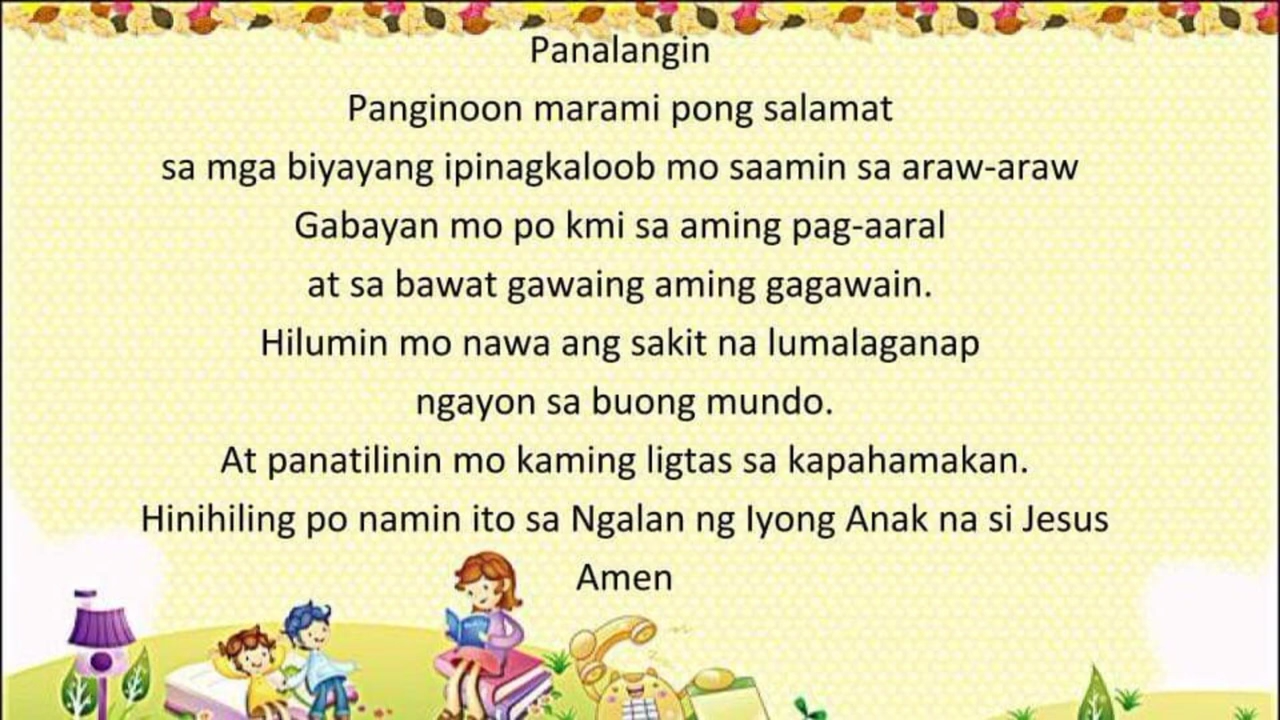 Panalangin
Panginoon marami pong salamat
sa mga biyayang ipinagkaloob mo saamin sa araw-araw
Gabayan mo po kmi sa aming pag-aaral
at sa bawat gawaing aming gagawain.
Hilumin mo nawa ang sakit na lumalaganap
ngayon sa buong mundo.
At panatilinin mo kaming ligtas sa kapahamakan.
Hinihiling po namin ito sa Ngalan ng Iyong Anak na si Jesus
Amen